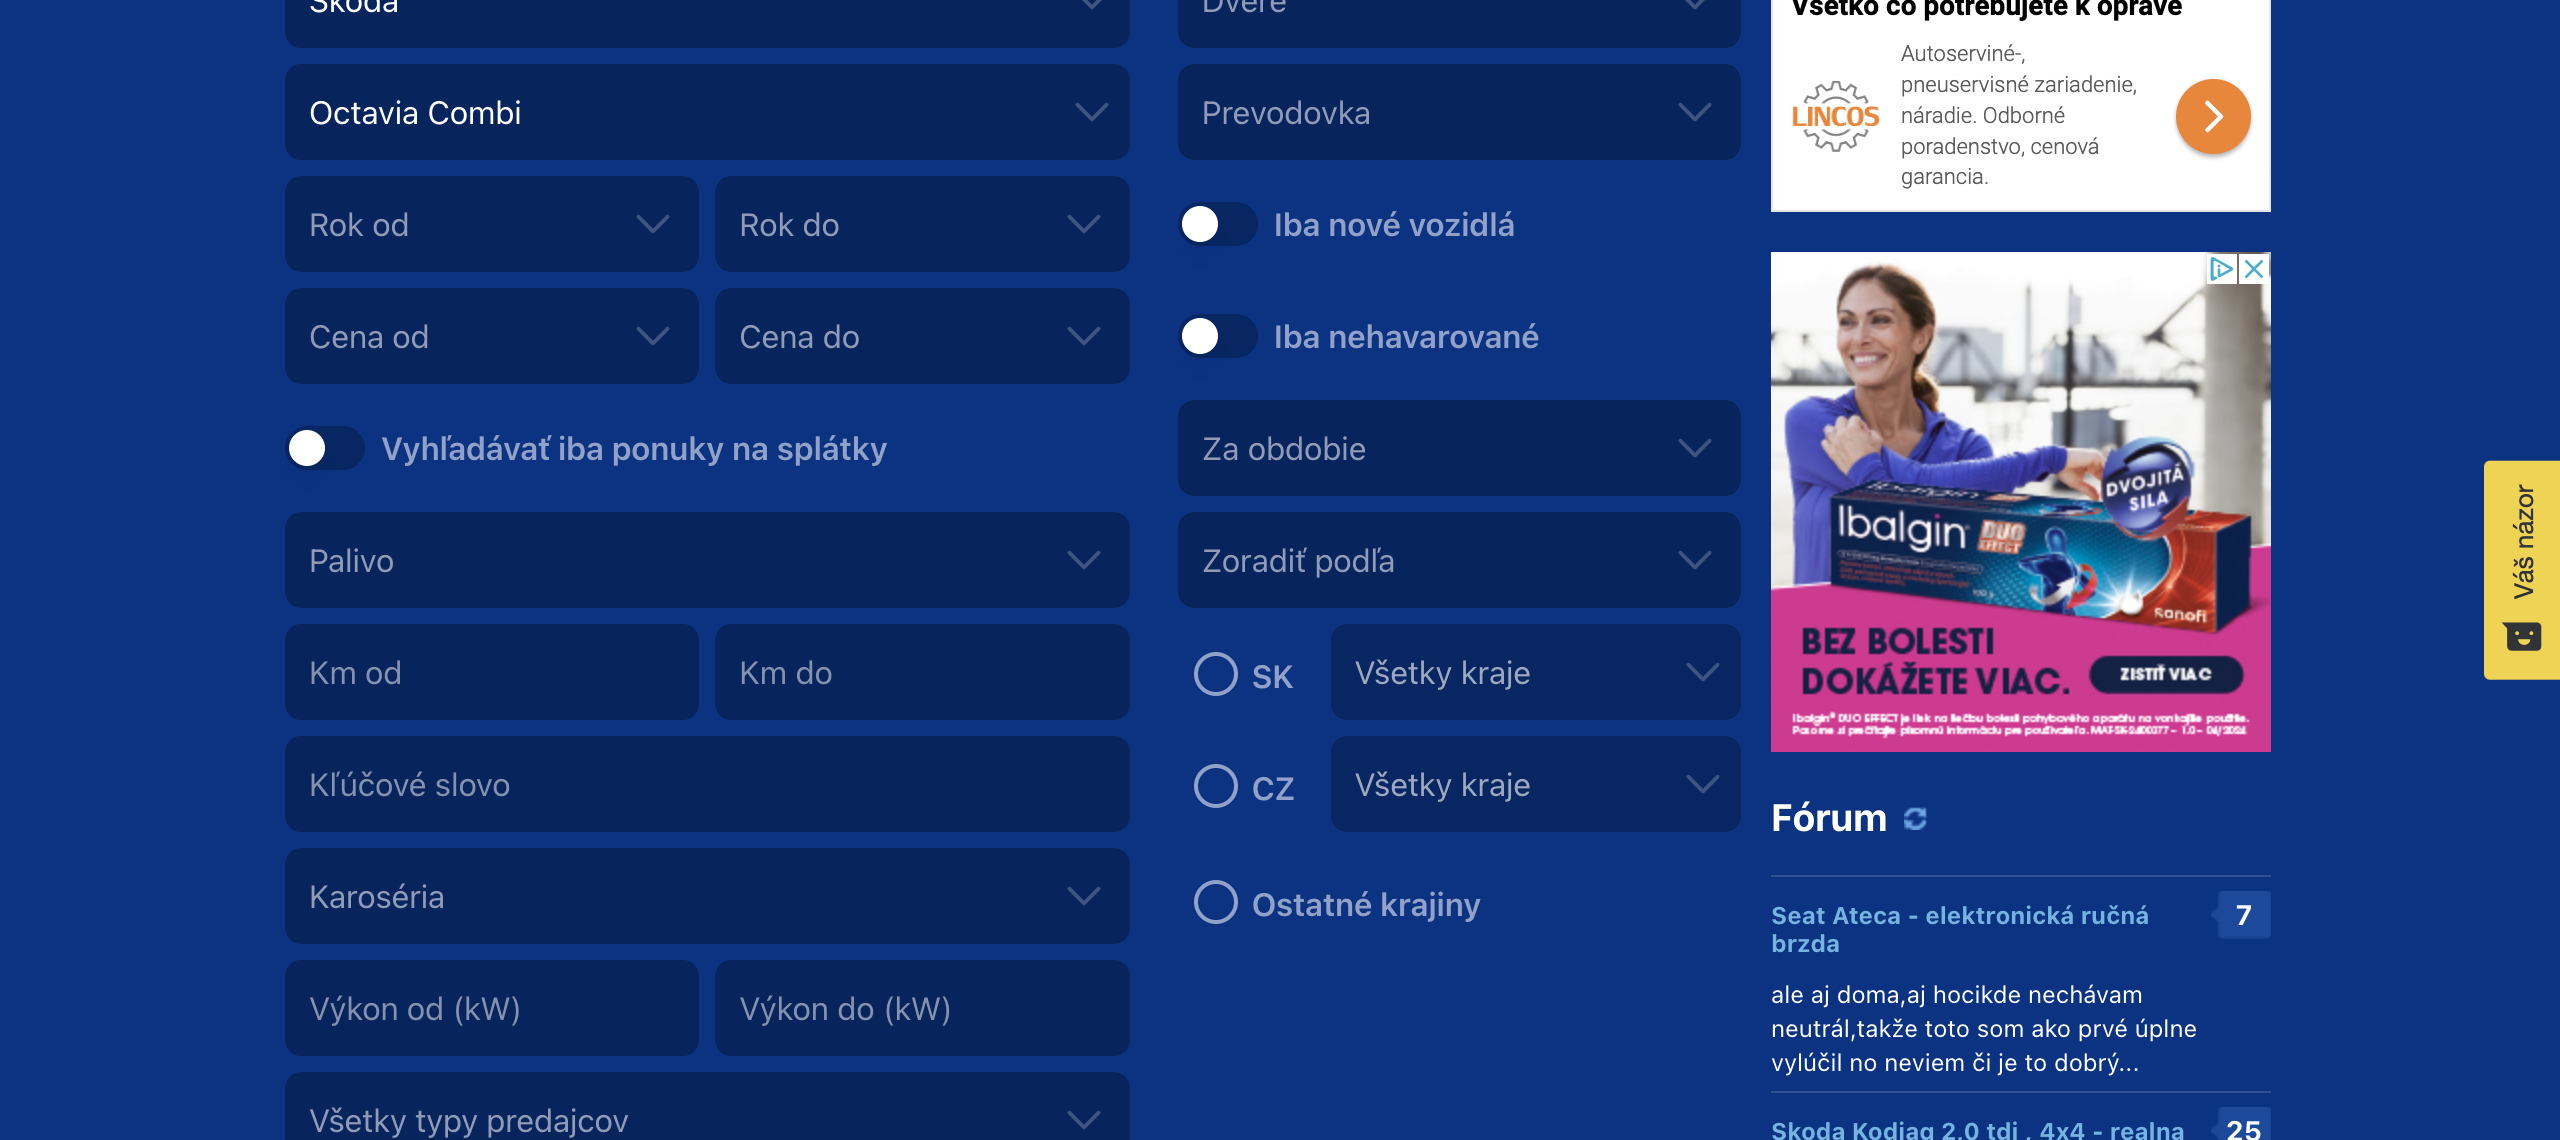 Škoda
Octavia Combi
Rok od
Rok do
Cena od
Cena do
Vyhľadávať iba ponuky na splátky
Palivo
Km od
Km do
Kľúčové slovo
Karoséria
Výkon od (kW)
Výkon do (kW)
Všetky typy predajcov
Dvere
Prevodovka
Iba nové vozidlá
Iba nehavarované
Za obdobie
Zoradiť podľa
SK
Všetky kraje
CZ
Všetky kraje
Ostatné krajiny
Všetko čo potrebujete k oprave
LINCOS
Autoserviné-,
pneuservisné zariadenie,
náradie. Odborné
poradenstvo, cenová
garancia.
DVOJITÁ
SILA
Ibalgin
DUO
EFFECT
sanofi
BEZ BOLESTI
DOKÁŽETE VIAC.
ZISTIŤ VIAC
Ibalgin® DUO EFFECT je liek na liečbu bolesti pohybového aparátu na vonkajšie použitie.
Pozorne si prečítajte písomnú informáciu pre používateľa. MAT-SK-2400377 - 1.0 - 04/2024
Váš názor
Fórum
Seat Ateca - elektronická ručná
brzda
7
ale aj doma,aj hocikde nechávam
neutrál,takže toto som ako prvé úplne
vylúčil no neviem či je to dobrý...
Skoda Kodiaq 2,0 tdi , 4x4 - realna
25